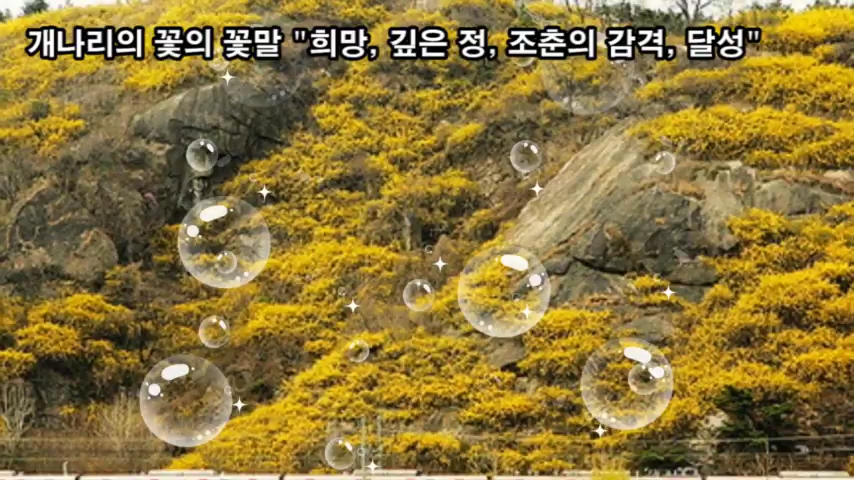 개나리의 꽃의 꽃말 "희망, 깊은 정, 조춘의 감격, 달성"